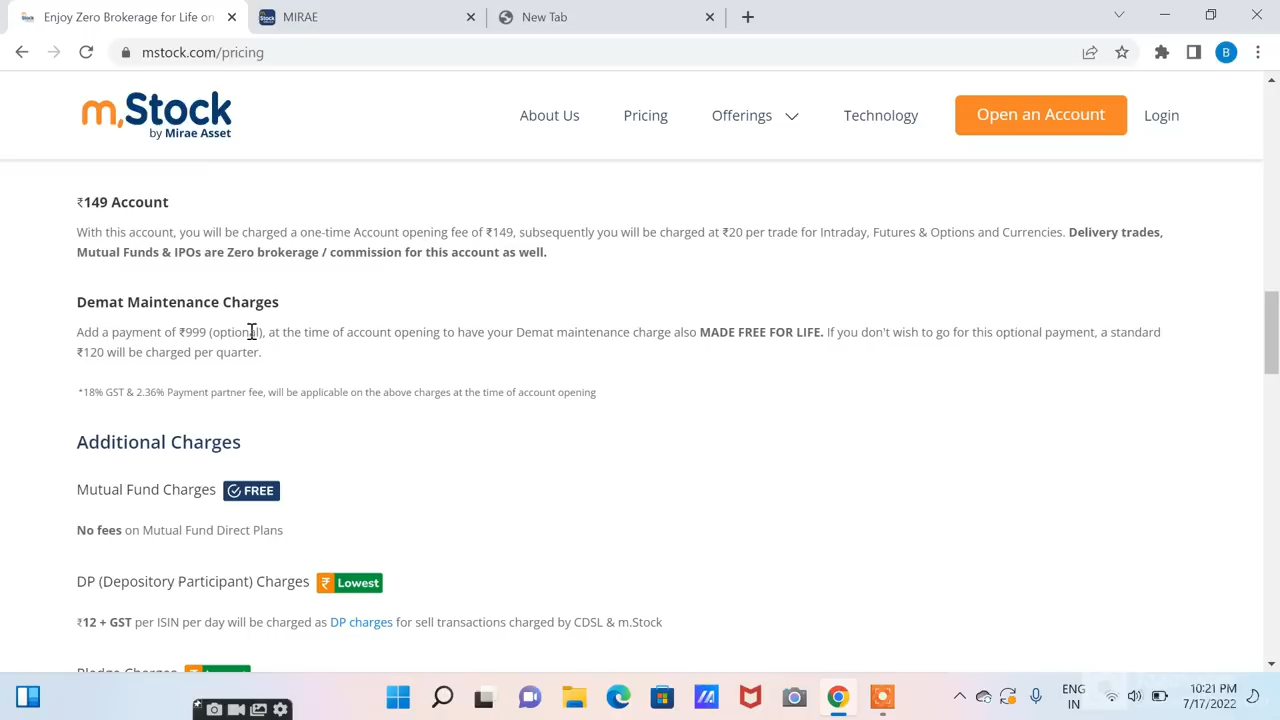 Enjoy Zero Brokerage for Life on
MIRAE
New Tab
mstock.com/pricing
B
m.Stock
by Mirae Asset
About Us
Pricing
Offerings
Technology
Open an Account
Login
₹149 Account
With this account, you will be charged a one-time Account opening fee of ₹149, subsequently you will be charged at ₹20 per trade for Intraday, Futures & Options and Currencies. Delivery trades,
Mutual Funds & IPOs are Zero brokerage / commission for this account as well.
Demat Maintenance Charges
Add a payment of ₹999 (optional), at the time of account opening to have your Demat maintenance charge also MADE FREE FOR LIFE. If you don't wish to go for this optional payment, a standard
₹120 will be charged per quarter.
*18% GST & 2.36% Payment partner fee, will be applicable on the above charges at the time of account opening
Additional Charges
Mutual Fund Charges FREE
No fees on Mutual Fund Direct Plans
DP (Depository Participant) Charges ₹ Lowest
₹12 + GST per ISIN per day will be charged as DP charges for sell transactions charged by CDSL & m.Stock
ENG
IN
10:21 PM
7/17/2022